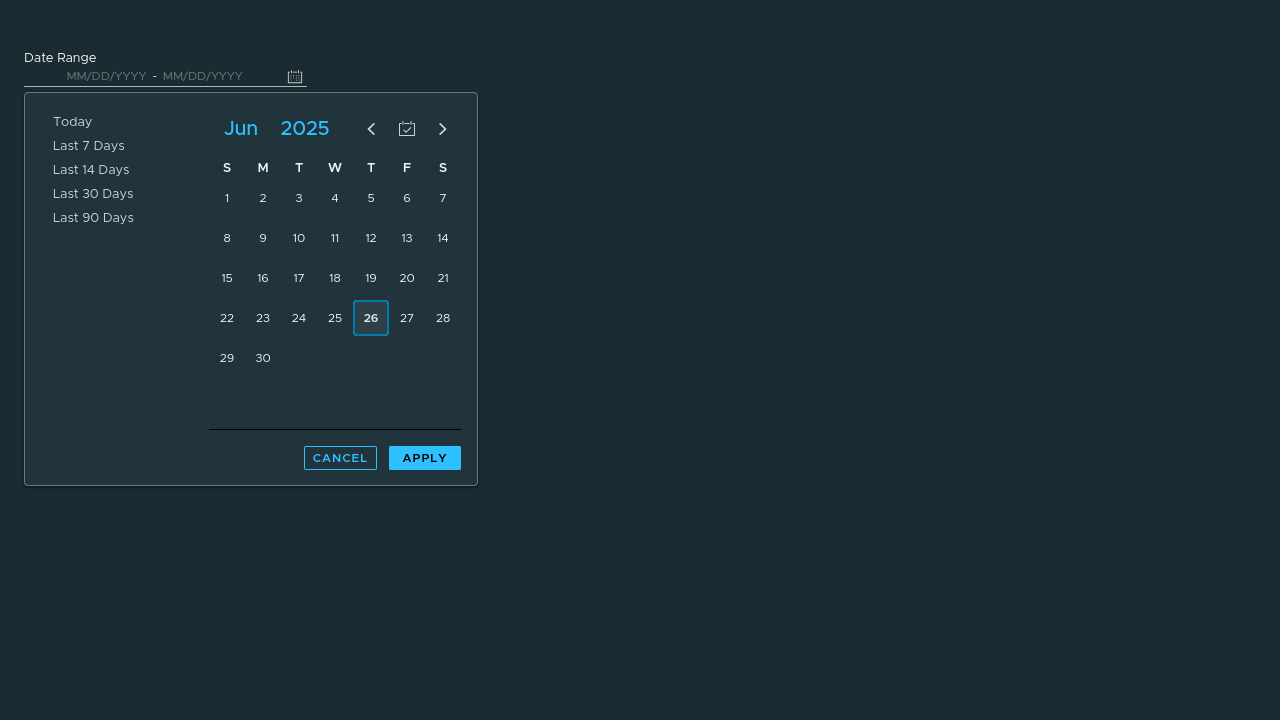 Date Range
MM/DD/YYYY - MM/DD/YYYY
Today
Last 7 Days
Last 14 Days
Last 30 Days
Last 90 Days
Jun 2025
S M T W T F S
1 2 3 4 5 6 7
8 9 10 11 12 13 14
15 16 17 18 19 20 21
22 23 24 25 26 27 28
29 30
CANCEL APPLY